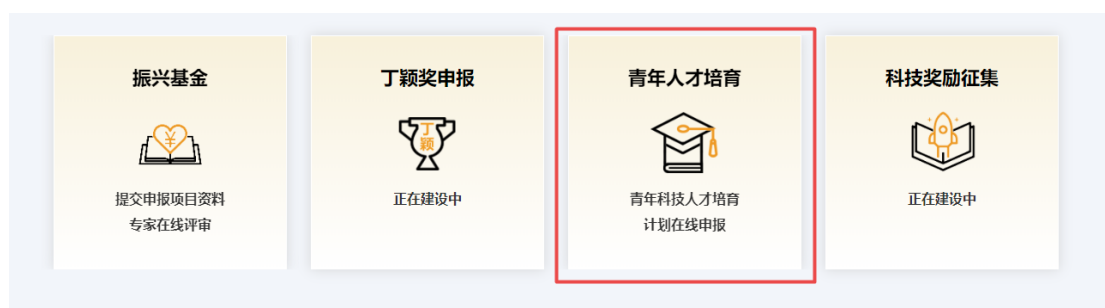 振兴基金
提交申报项目资料
专家在线评审
丁颖奖申报
丁
颖
正在建设中
青年人才培育
青年科技人才培育
计划在线申报
科技奖励征集
正在建设中